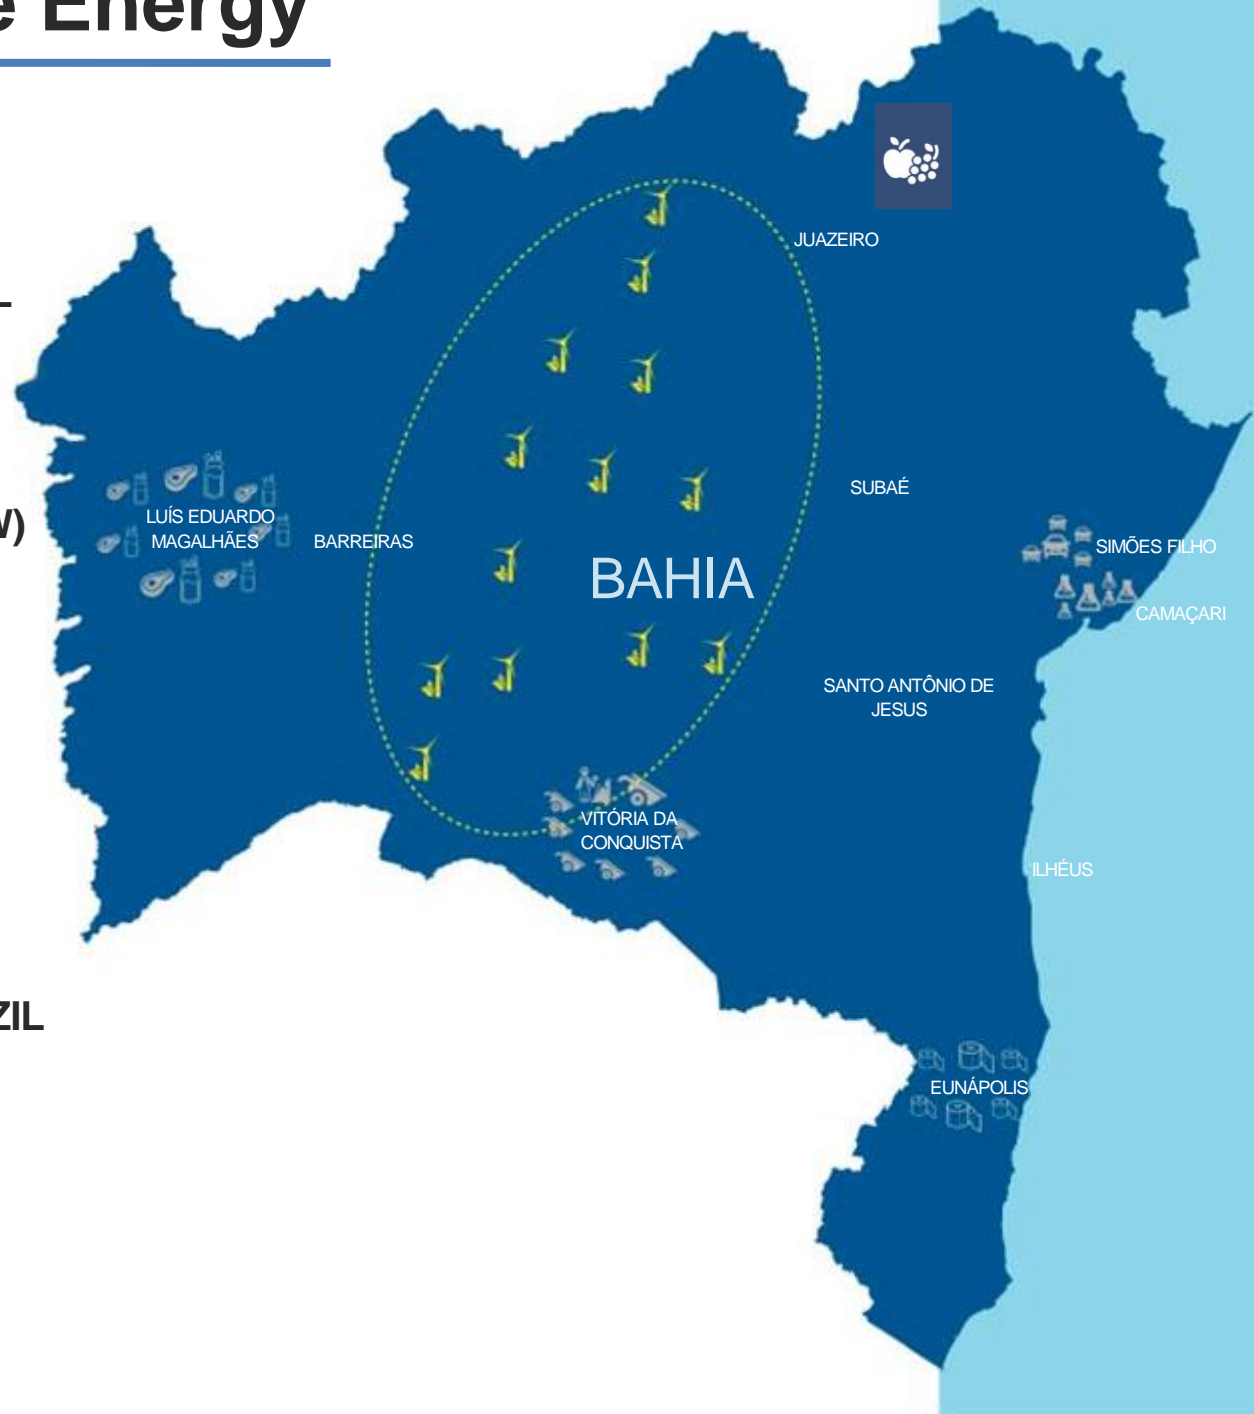 e Energy
JUAZEIRO
–
SUBAÉ
LUÍS EDUARDO
MAGALHÃES
BARREIRAS
)
SIMÕES FILHO
BAHIA
CAMAÇARI
SANTO ANTÔNIO DE
JESUS
VITÓRIA DA
CONQUISTA
ILHÉUS
ZIL
EUNÁPOLIS